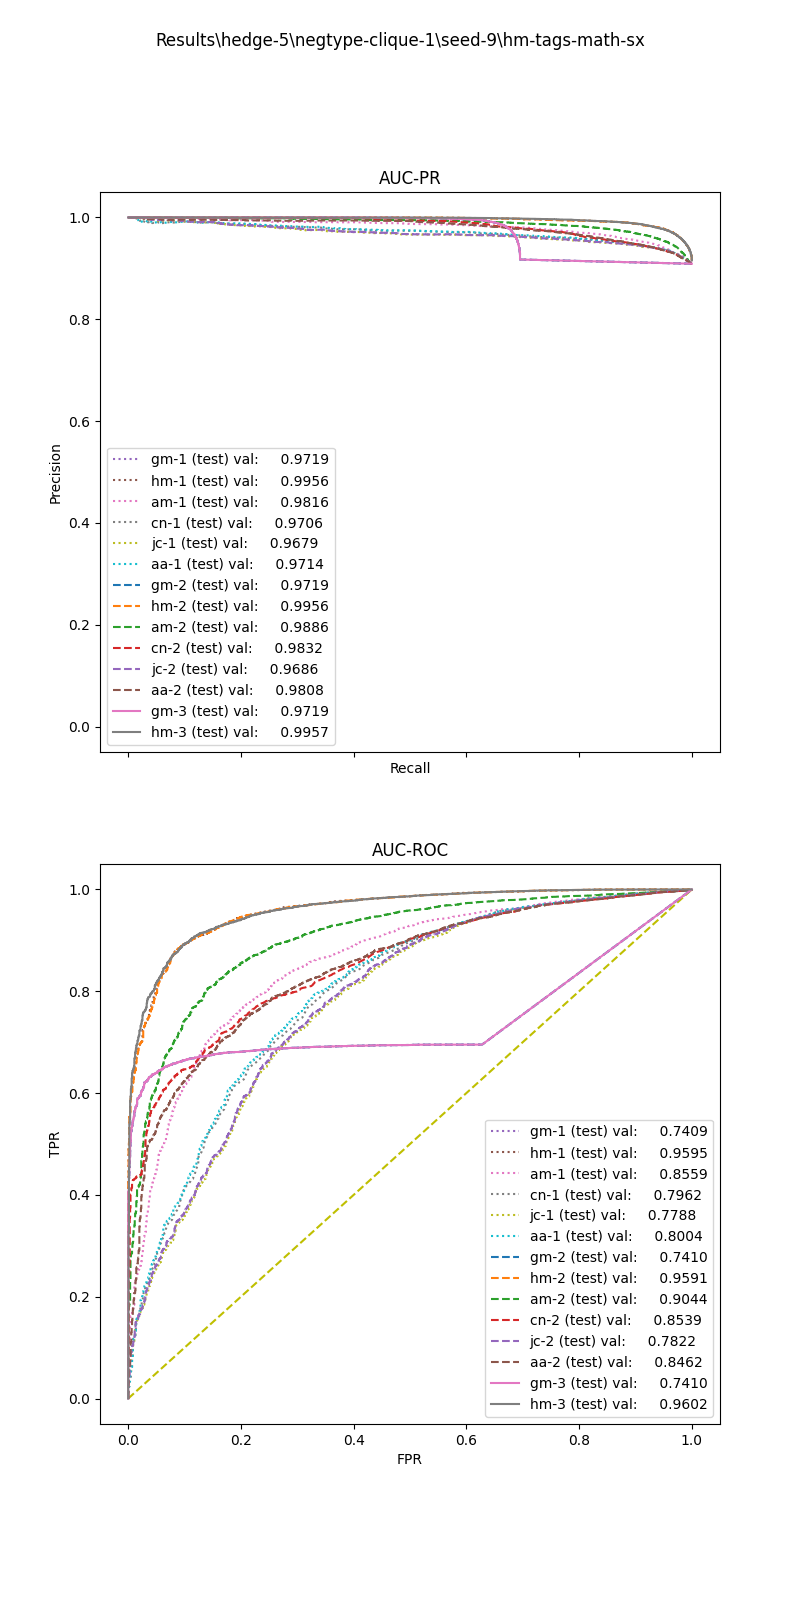 Results\hedge-5\negtype-clique-1\seed-9\hm-tags-math-sx
AUC-PR
1.0
0.8
0.6
0.4
0.2
0.0
Precision
gm-1 (test) val: 0.9719
hm-1 (test) val: 0.9956
am-1 (test) val: 0.9816
cn-1 (test) val: 0.9706
jc-1 (test) val: 0.9679
aa-1 (test) val: 0.9714
gm-2 (test) val: 0.9719
hm-2 (test) val: 0.9956
am-2 (test) val: 0.9886
cn-2 (test) val: 0.9832
jc-2 (test) val: 0.9686
aa-2 (test) val: 0.9808
gm-3 (test) val: 0.9719
hm-3 (test) val: 0.9957
Recall
AUC-ROC
1.0
0.8
0.6
0.4
0.2
0.0
TPR
gm-1 (test) val: 0.7409
hm-1 (test) val: 0.9595
am-1 (test) val: 0.8559
cn-1 (test) val: 0.7962
jc-1 (test) val: 0.7788
aa-1 (test) val: 0.8004
gm-2 (test) val: 0.7410
hm-2 (test) val: 0.9591
am-2 (test) val: 0.9044
cn-2 (test) val: 0.8539
jc-2 (test) val: 0.7822
aa-2 (test) val: 0.8462
gm-3 (test) val: 0.7410
hm-3 (test) val: 0.9602
0.0 0.2 0.4 0.6 0.8 1.0
FPR